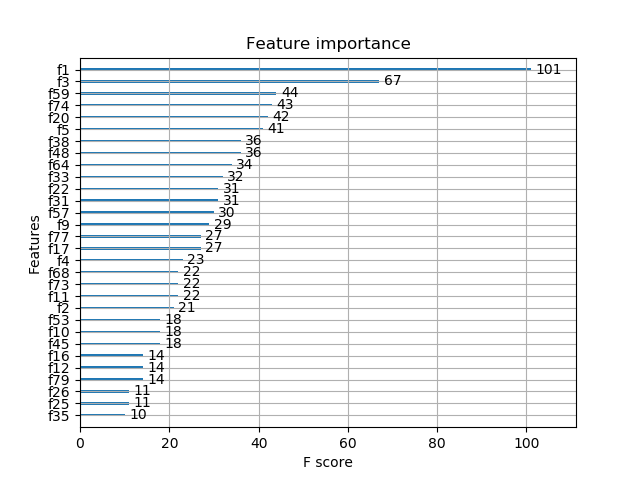 Feature importance
f1 101
f3 67
f59 44
f74 43
f20 42
f5 41
f38 36
f48 36
f64 34
f33 32
f22 31
f31 31
f57 30
f9 29
f77 27
f17 27
f4 23
f68 22
f73 22
f11 22
f2 21
f53 18
f10 18
f45 18
f16 14
f12 14
f79 14
f26 11
f25 11
f35 10
Features
0 20 40 60 80 100
F score